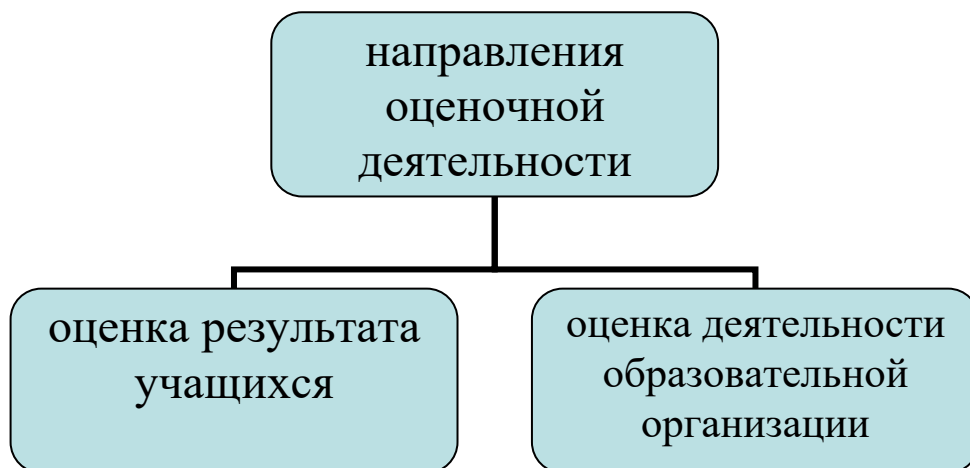 направления
оценочной
деятельности
оценка результата
учащихся
оценка деятельности
образовательной
организации